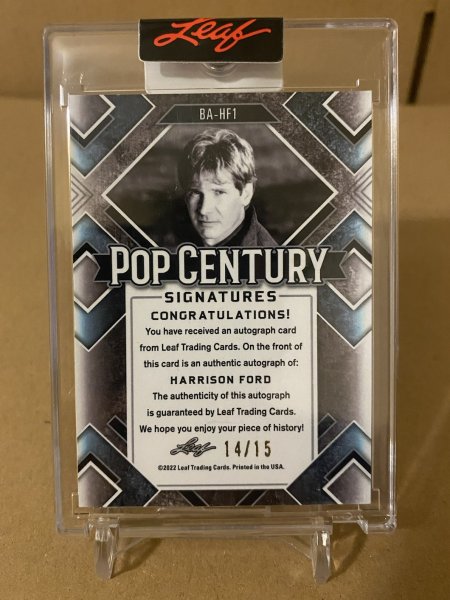 Leaf
BA-HF1
POP CENTURY
SIGNATURES
CONGRATULATIONS!
You have received an autograph card
from Leaf Trading Cards. On the front of
this card is an authentic autograph of:
HARRISON FORD
The authenticity of this autograph
is guaranteed by Leaf Trading Cards.
We hope you enjoy your piece of history!
Leaf 14/15
©2022 Leaf Trading Cards. Printed in the USA.